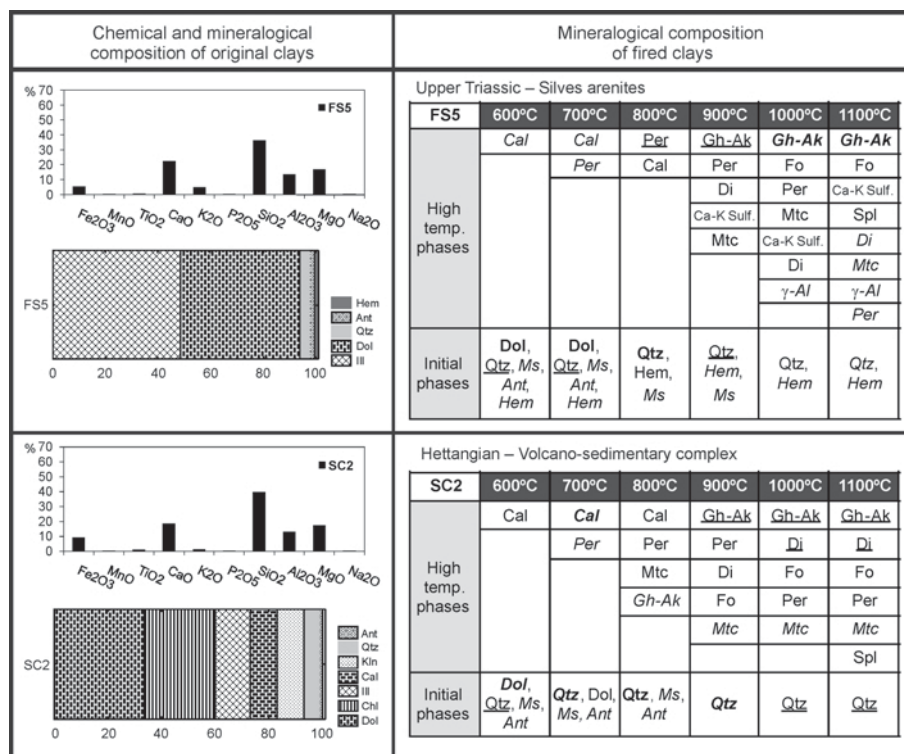 Chemical and mineralogical
composition of original clays
Mineralogical composition
of fired clays
% 70
60
50
40
30
20
10
0
FS5
Fe2O3 MnO TiO2 CaO K2O P2O5 SiO2 Al2O3 MgO Na2O
FS5
Hem
Ant
Qtz
Dol
Ill
0 20 40 60 80 100
Upper Triassic – Silves arenites
FS5 600ºC 700ºC 800ºC 900ºC 1000ºC 1100ºC
High
temp.
phases
Cal Cal Per Gh-Ak Gh-Ak Gh-Ak
Per Cal Per Fo Fo
Di Per Ca-K Sulf.
Ca-K Sulf. Mtc Spl
Mtc Ca-K Sulf. Di
Di Mtc
γ-Al γ-Al
Per
Initial
phases
Dol,
Qtz, Ms,
Ant,
Hem
Dol,
Qtz, Ms,
Ant,
Hem
Qtz,
Hem,
Ms
Qtz,
Hem,
Ms
Qtz,
Hem
Qtz,
Hem
% 70
60
50
40
30
20
10
0
SC2
Fe2O3 MnO TiO2 CaO K2O P2O5 SiO2 Al2O3 MgO Na2O
SC2
Ant
Qtz
Kln
Cal
Ill
Chl
Dol
0 20 40 60 80 100
Hettangian – Volcano-sedimentary complex
SC2 600ºC 700ºC 800ºC 900ºC 1000ºC 1100ºC
High
temp.
phases
Cal Cal Cal Gh-Ak Gh-Ak Gh-Ak
Per Per Per Di Di
Mtc Di Fo Fo
Gh-Ak Fo Per Per
Mtc Mtc Mtc
Spl
Initial
phases
Dol,
Qtz, Ms,
Ant
Qtz, Dol,
Ms, Ant
Qtz, Ms,
Ant
Qtz
Qtz
Qtz